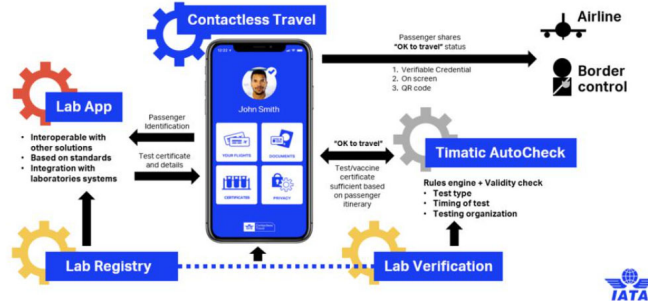 Contactless Travel
Passenger shares
"OK to travel" status
1. Verifiable Credential
2. On screen
3. QR code
Airline
Border
control
Lab App
• Interoperable with
other solutions
• Based on standards
• Integration with
laboratories systems
Passenger
Identification
Test certificate
and details
John Smith
YOUR FLIGHTS
DOCUMENTS
CERTIFICATES
PRIVACY
"OK to travel"
Test/vaccine
certificate
sufficient based on
passenger
itinerary
Timatic AutoCheck
Rules engine + Validity check
• Test type
• Timing of test
• Testing organization
Lab Registry
Lab Verification
IATA